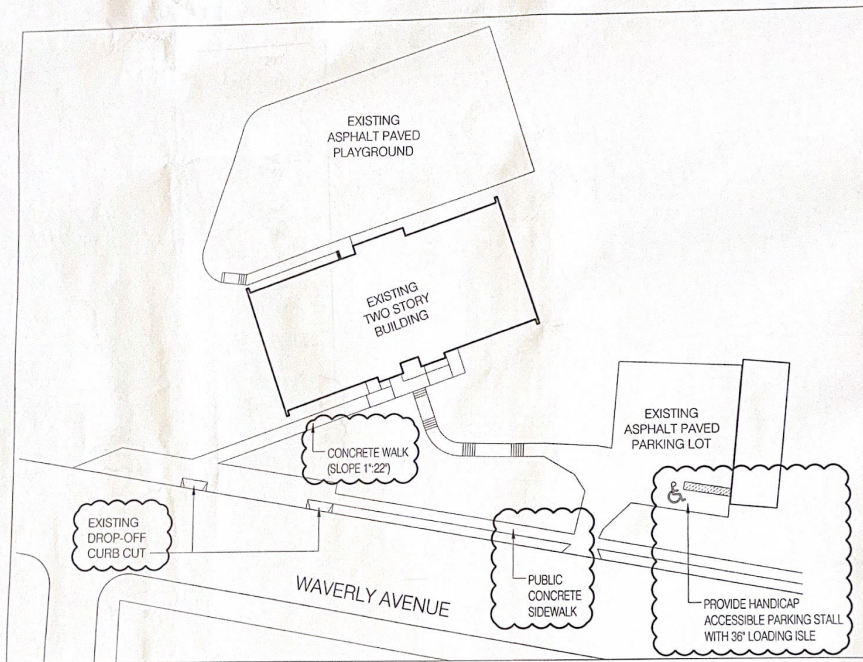 EXISTING
ASPHALT PAVED
PLAYGROUND
EXISTING
TWO STORY
BUILDING
EXISTING
ASPHALT PAVED
PARKING LOT
CONCRETE WALK
(SLOPE 1":22")
EXISTING
DROP-OFF
CURB CUT
WAVERLY AVENUE
PUBLIC
CONCRETE
SIDEWALK
PROVIDE HANDICAP
ACCESSIBLE PARKING STALL
WITH 36" LOADING ISLE